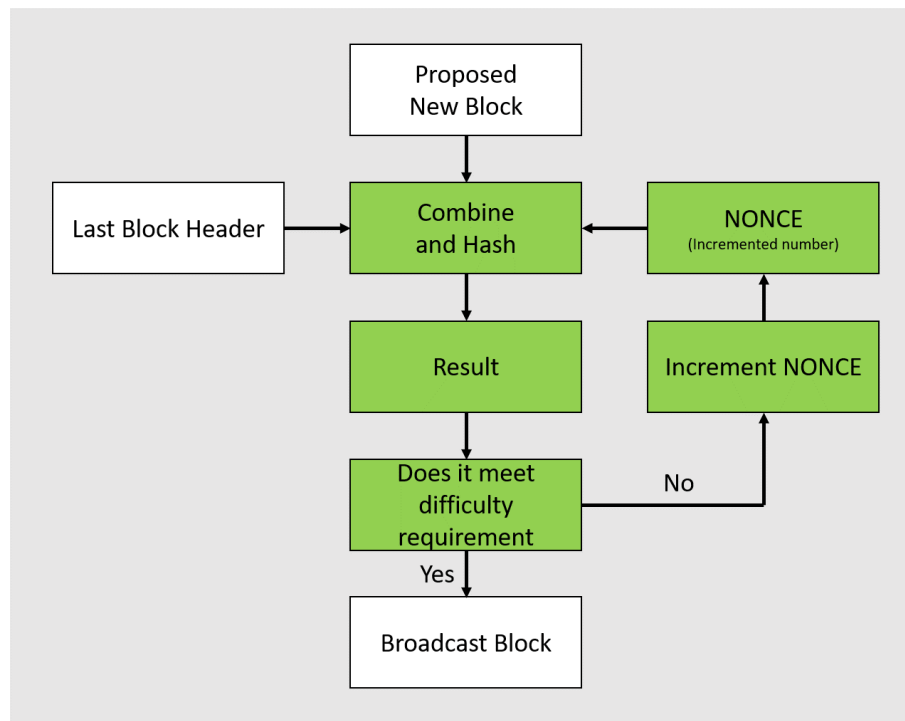 Proposed
New Block
Last Block Header
Combine
and Hash
NONCE
(Incremented number)
Result
Increment NONCE
Does it meet
difficulty
requirement
No
Yes
Broadcast Block